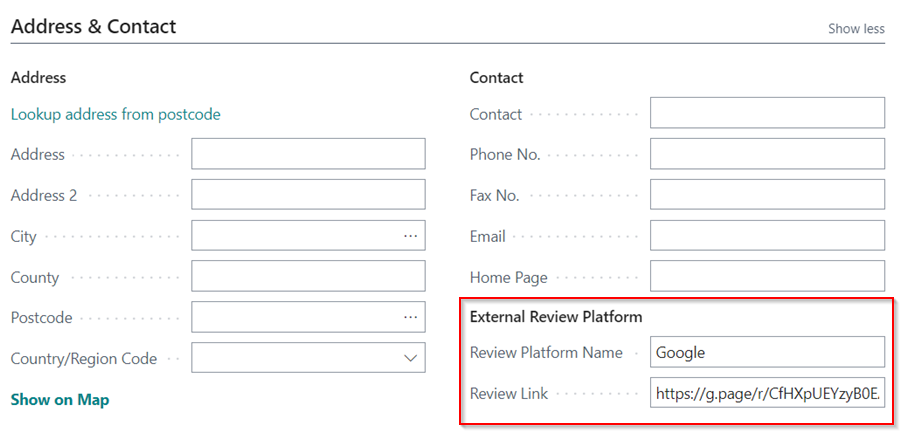 Address & Contact
Show less
Address
Lookup address from postcode
Address
Address 2
City
County
Postcode
Country/Region Code
Show on Map
Contact
Contact
Phone No.
Fax No.
Email
Home Page
External Review Platform
Review Platform Name Google
Review Link https://g.page/r/CfHXpUEYzyB0E.